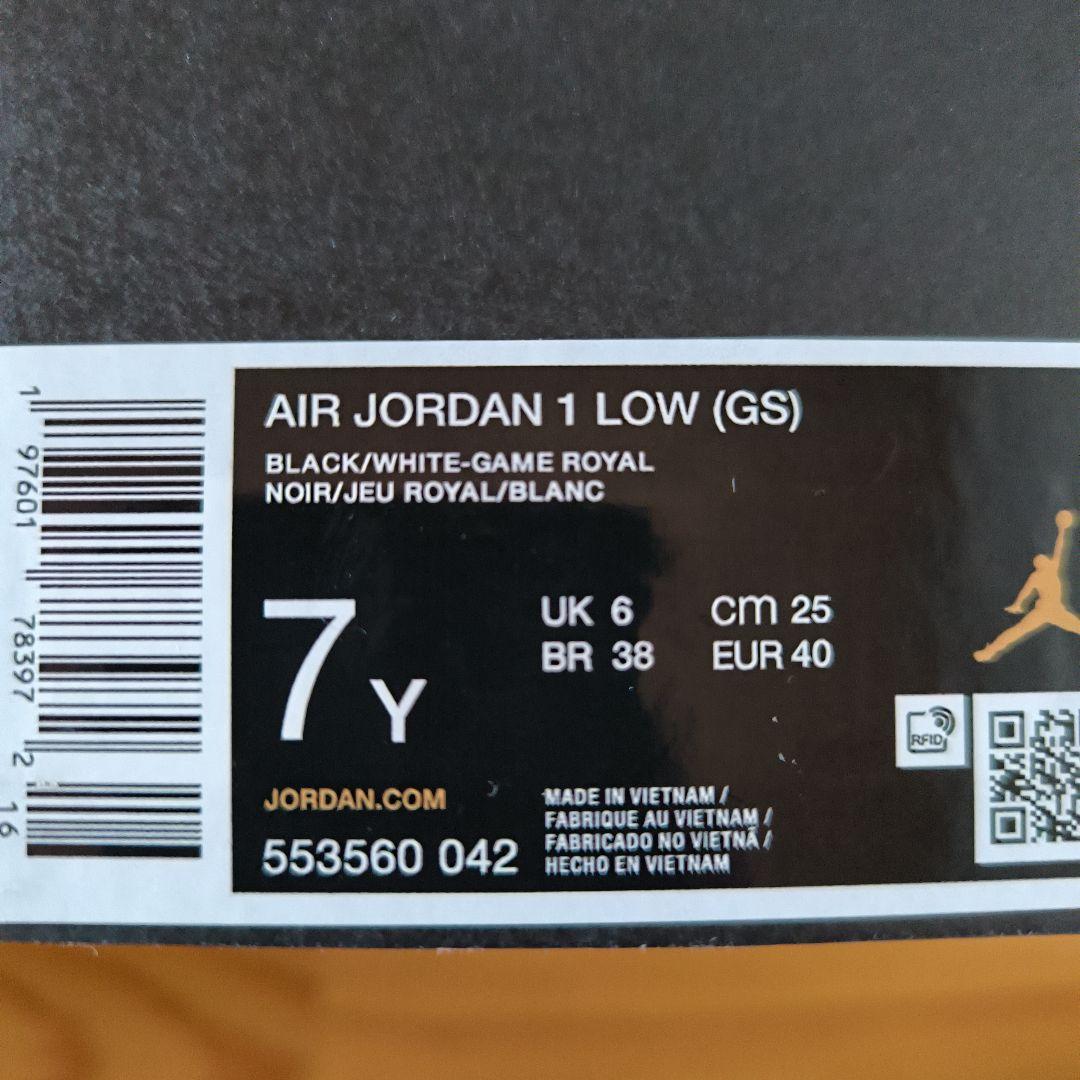 AIR JORDAN 1 LOW (GS)
BLACK/WHITE-GAME ROYAL
NOIR/JEU ROYAL/BLANC
7Y
UK 6 cm 25
BR 38 EUR 40
RFID
JORDAN.COM
553560 042
MADE IN VIETNAM /
FABRIQUE AU VIETNAM /
FABRICADO NO VIETNÃ /
HECHO EN VIETNAM
1 97601 78397 2 16